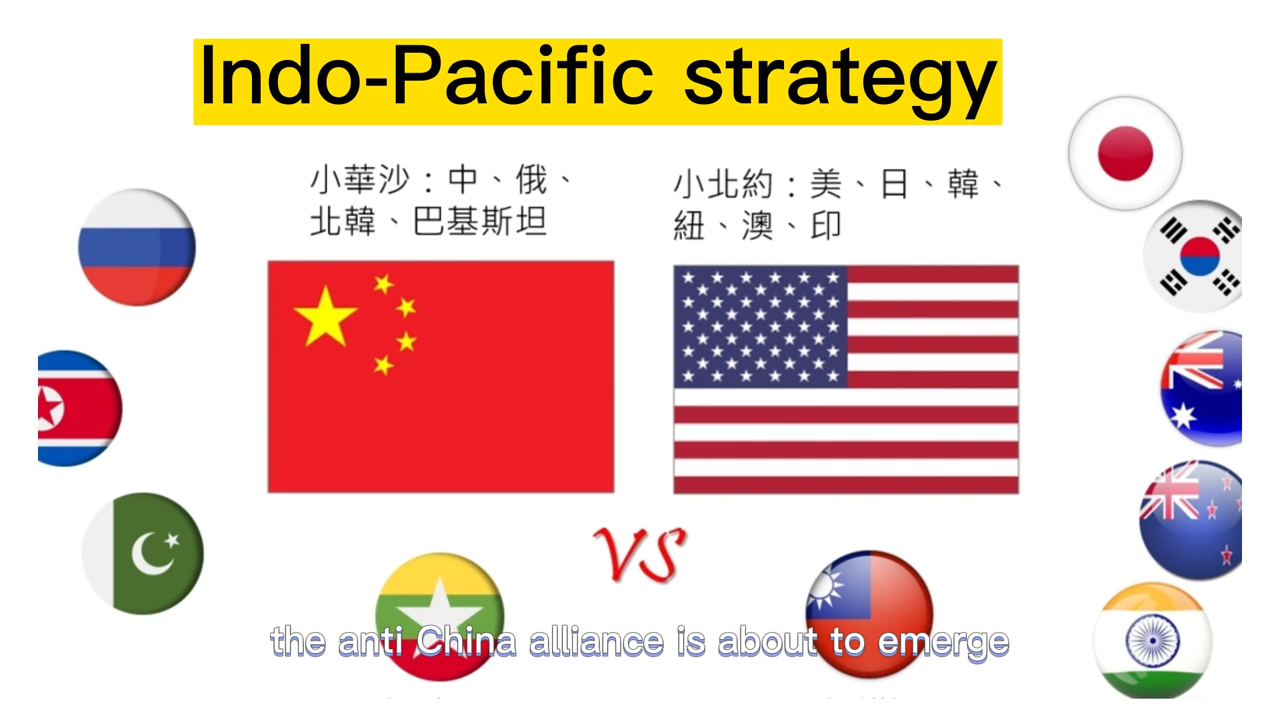 Indo-Pacific strategy
小華沙：中、俄、
北韓、巴基斯坦
小北約：美、日、韓、
紐、澳、印
VS
the anti China alliance is about to emerge